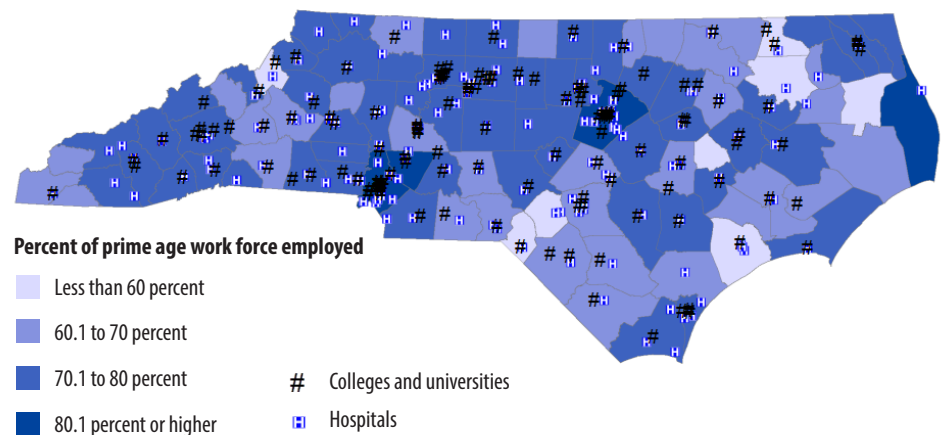 Percent of prime age work force employed
Less than 60 percent
60.1 to 70 percent
70.1 to 80 percent
80.1 percent or higher
# Colleges and universities
H Hospitals